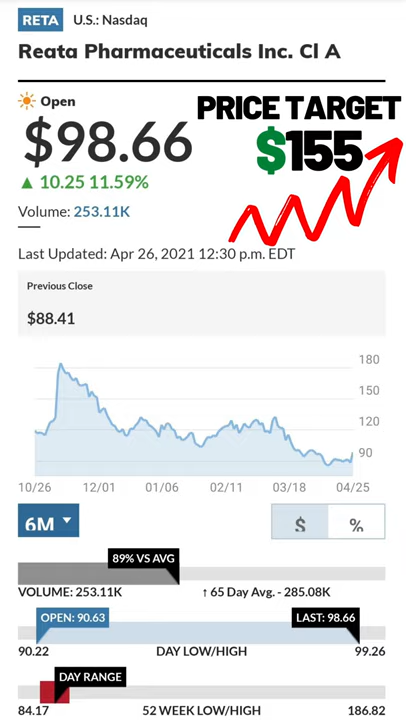 RETA U.S.: Nasdaq
Reata Pharmaceuticals Inc. Cl A
Open
PRICE TARGET
$98.66
$155
▲ 10.25 11.59%
Volume: 253.11K
Last Updated: Apr 26, 2021 12:30 p.m. EDT
Previous Close
$88.41
180
150
120
90
10/26 12/01 01/06 02/11 03/18 04/25
6M $ %
89% VS AVG
VOLUME: 253.11K ↑ 65 Day Avg. - 285.08K
OPEN: 90.63 LAST: 98.66
90.22 DAY LOW/HIGH 99.26
DAY RANGE
84.17 52 WEEK LOW/HIGH 186.82